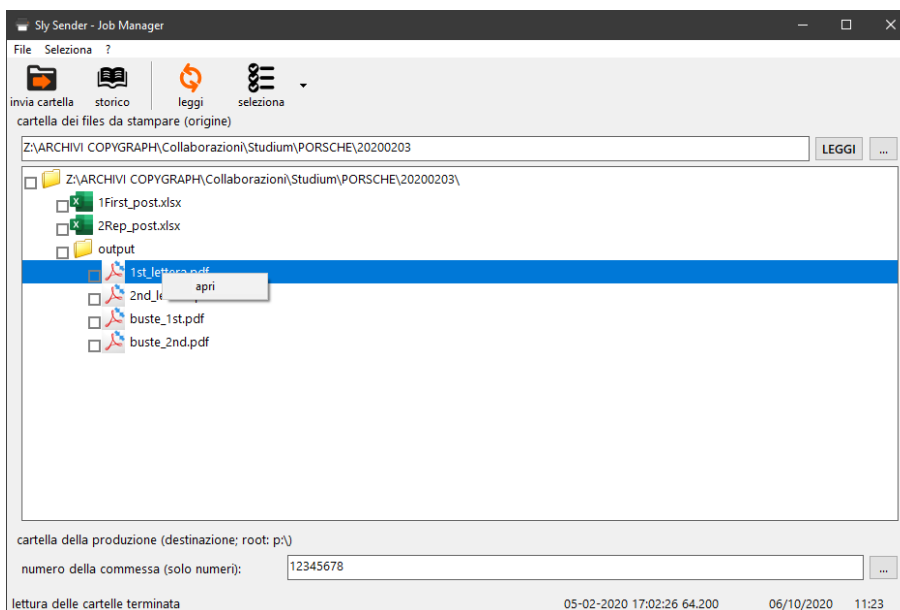 Sly Sender - Job Manager
File Seleziona ?
invia cartella storico leggi seleziona
cartella dei files da stampare (origine)
Z:\ARCHIVI COPYGRAPH\Collaborazioni\Studium\PORSCHE\20200203 LEGGI ...
Z:\ARCHIVI COPYGRAPH\Collaborazioni\Studium\PORSCHE\20200203\
1First_post.xlsx
2Rep_post.xlsx
output
1st_lettera.pdf
apri
2nd_le
buste_1st.pdf
buste_2nd.pdf
cartella della produzione (destinazione; root: p:\)
numero della commessa (solo numeri): 12345678 ...
lettura delle cartelle terminata 05-02-2020 17:02:26 64.200 06/10/2020 11:23